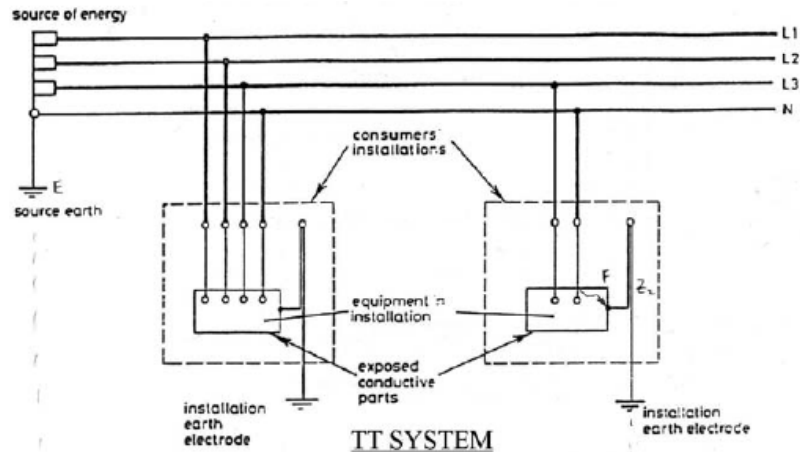 source of energy
L1
L2
L3
N
consumers'
installations
E
source earth
F
equipment in
installation
exposed
conductive
parts
installation
earth
electrode
installation
earth electrode
TT SYSTEM